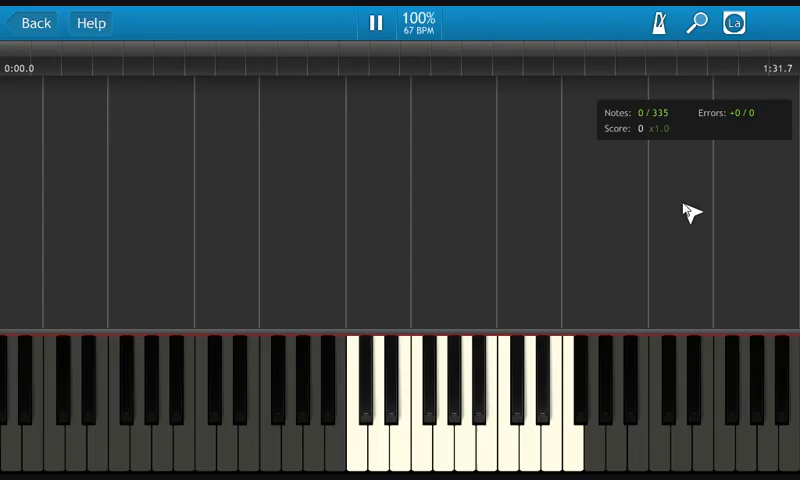 Back
Help
100%
67 BPM
La
0:00.0
1:31.7
Notes: 0 / 335 Errors: +0 / 0
Score: 0 x1.0